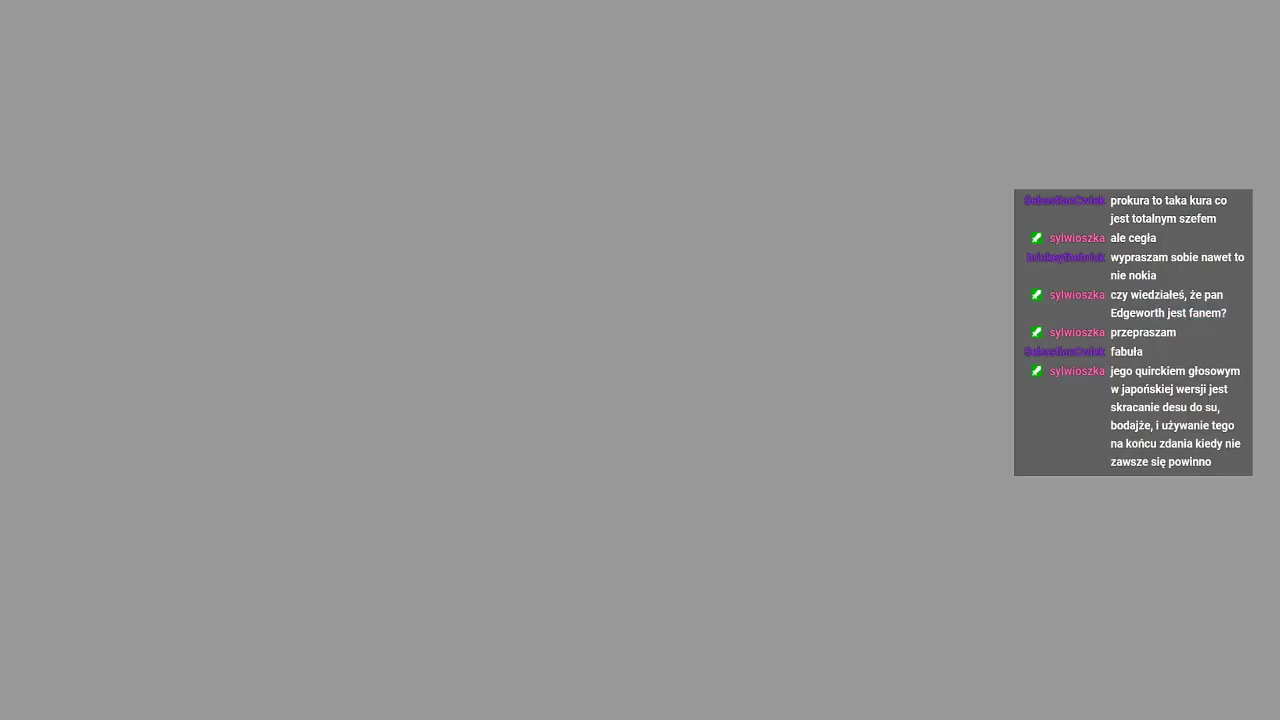 SebastianCwiek prokura to taka kura co
jest totalnym szefem
sylwioszka ale cegła
brickeythebrick wypraszam sobie nawet to
nie nokia
sylwioszka czy wiedziałeś, że pan
Edgeworth jest fanem?
sylwioszka przepraszam
SebastianCwiek fabuła
sylwioszka jego quirckiem głosowym
w japońskiej wersji jest
skracanie desu do su,
bodajże, i używanie tego
na końcu zdania kiedy nie
zawsze się powinno